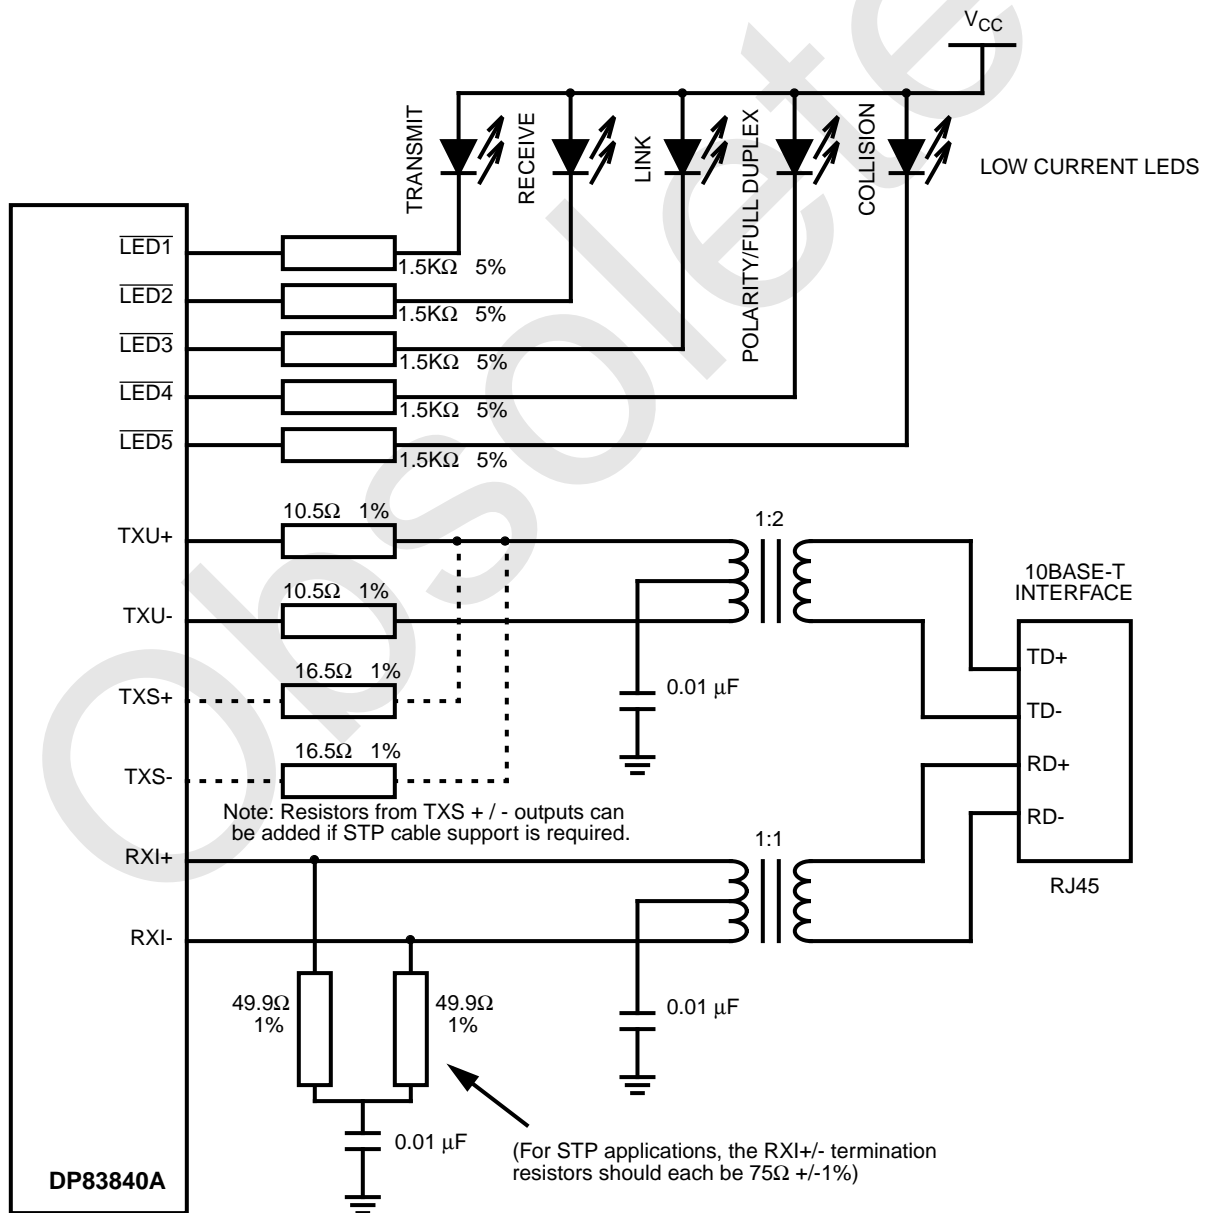 VCC
TRANSMIT
RECEIVE
LINK
POLARITY/FULL DUPLEX
COLLISION
LOW CURRENT LEDS
LED1
1.5KΩ 5%
LED2
1.5KΩ 5%
LED3
1.5KΩ 5%
LED4
1.5KΩ 5%
LED5
1.5KΩ 5%
10.5Ω 1%
TXU+
1:2
10BASE-T
INTERFACE
10.5Ω 1%
TXU-
TD+
16.5Ω 1%
TXS+
0.01 µF
TD-
16.5Ω 1%
TXS-
RD+
Note: Resistors from TXS + / - outputs can
be added if STP cable support is required.
RD-
1:1
RXI+
RJ45
RXI-
49.9Ω
1%
49.9Ω
1%
0.01 µF
0.01 µF
(For STP applications, the RXI+/- termination
resistors should each be 75Ω +/-1%)
DP83840A
Obsolete